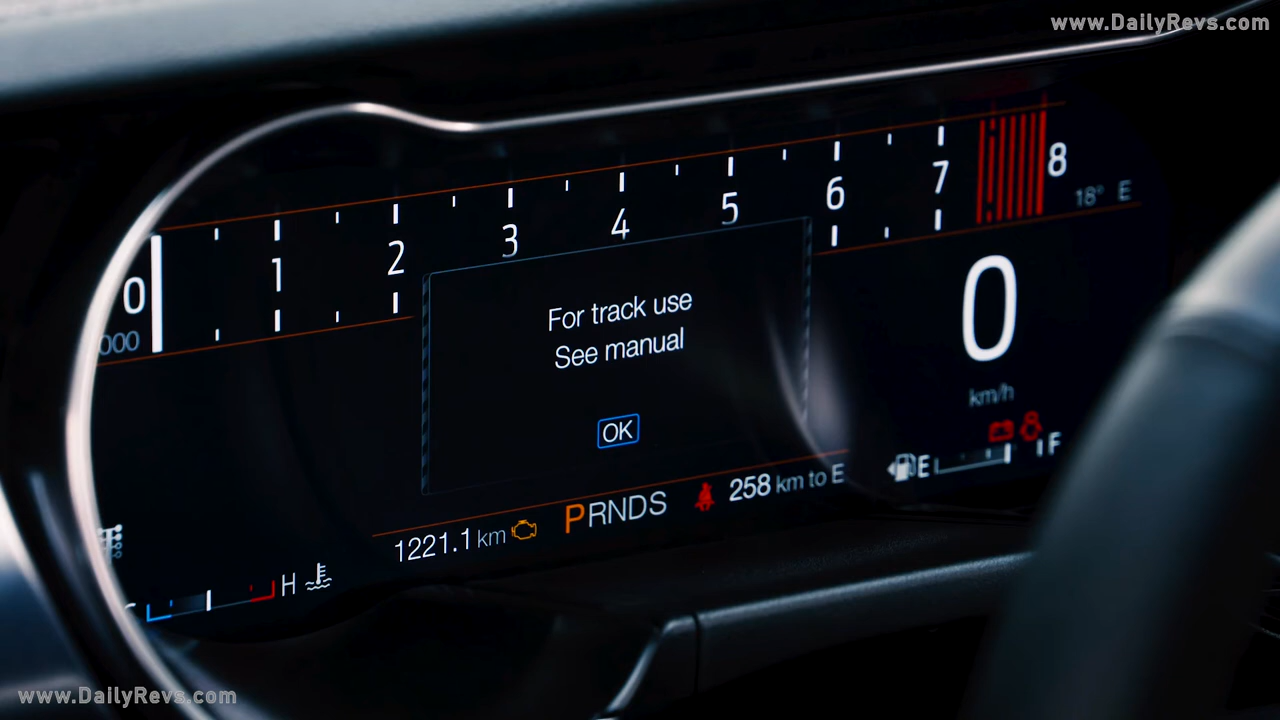 www.DailyRevs.com
0 1 2 3 4 5 6 7 8
000
18° E
For track use
See manual
OK
0
km/h
E F
1221.1 km PRNDS 258 km to E
H
www.DailyRevs.com